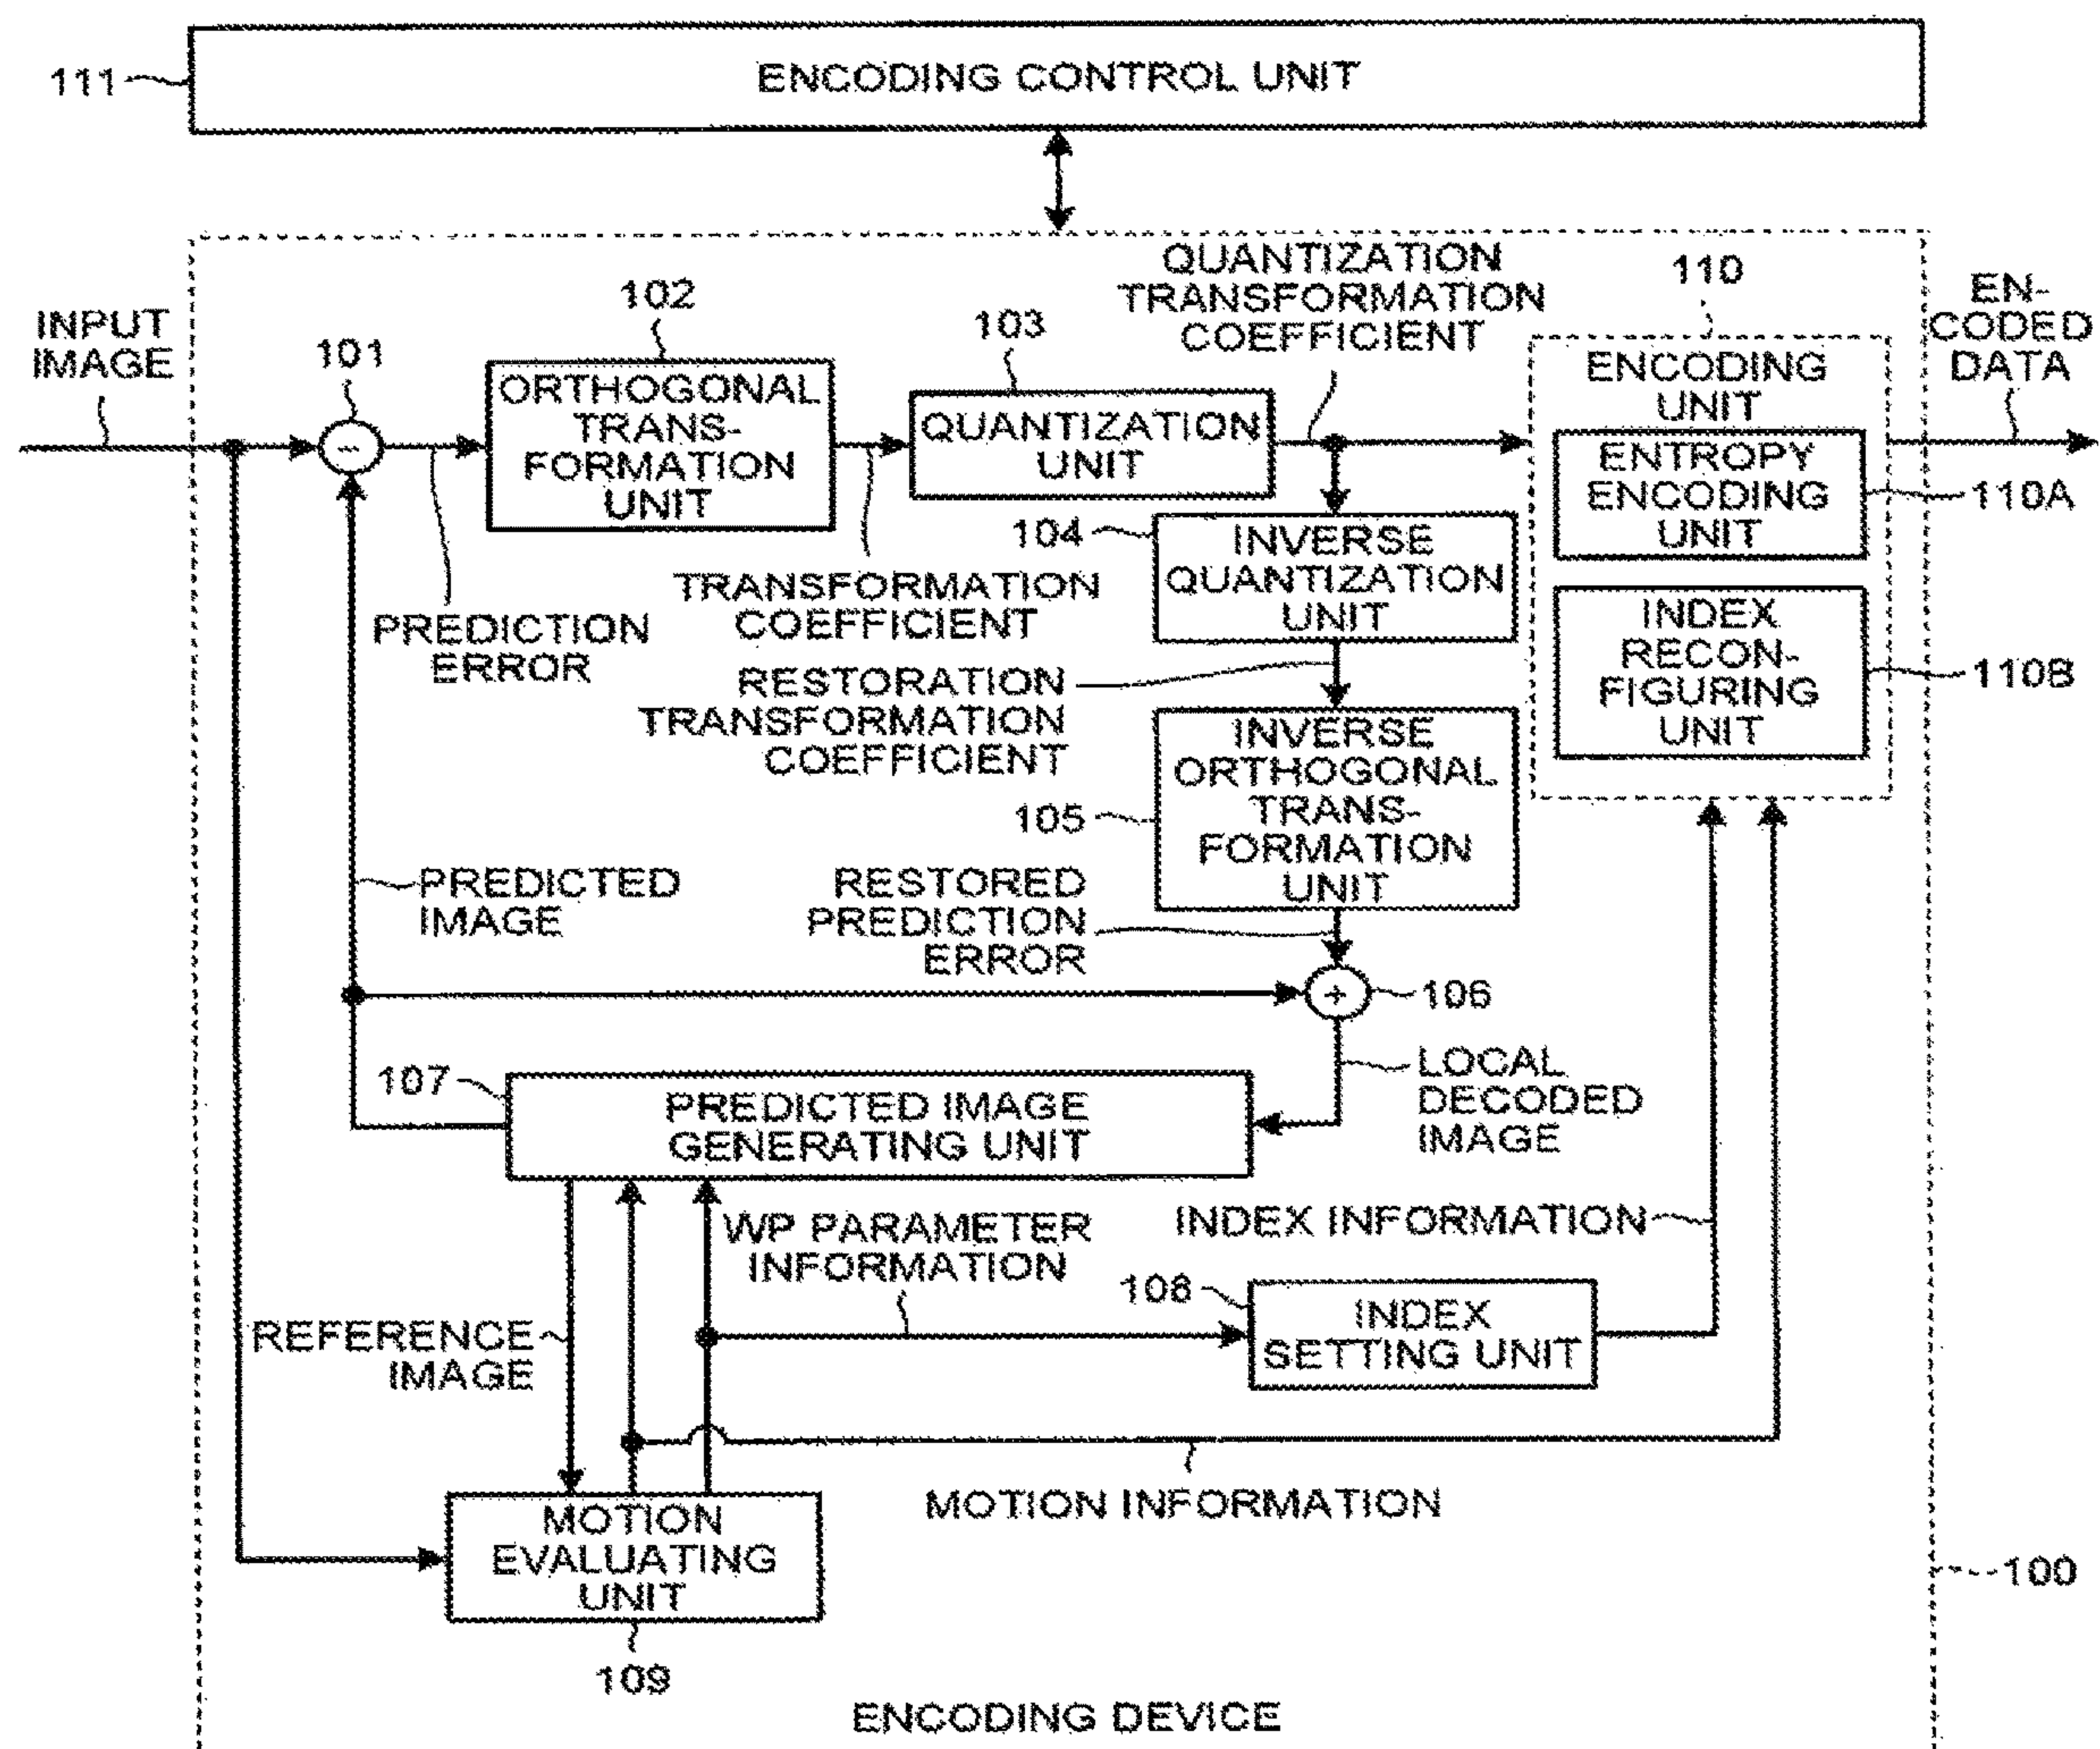 111
ENCODING CONTROL UNIT
INPUT
IMAGE
101
102
ORTHOGONAL
TRANS-
FORMATION
UNIT
103
QUANTIZATION
UNIT
QUANTIZATION
TRANSFORMATION
COEFFICIENT
110
ENCODING
UNIT
EN-
CODED
DATA
ENTROPY
ENCODING
UNIT
110A
INDEX
RECON-
FIGURING
UNIT
110B
PREDICTION
ERROR
TRANSFORMATION
COEFFICIENT
104
INVERSE
QUANTIZATION
UNIT
RESTORATION
TRANSFORMATION
COEFFICIENT
105
INVERSE
ORTHOGONAL
TRANS-
FORMATION
UNIT
PREDICTED
IMAGE
RESTORED
PREDICTION
ERROR
-
+
106
LOCAL
DECODED
IMAGE
107
PREDICTED IMAGE
GENERATING UNIT
WP PARAMETER
INFORMATION
INDEX INFORMATION
108
INDEX
SETTING UNIT
REFERENCE
IMAGE
MOTION INFORMATION
MOTION
EVALUATING
UNIT
109
100
ENCODING DEVICE